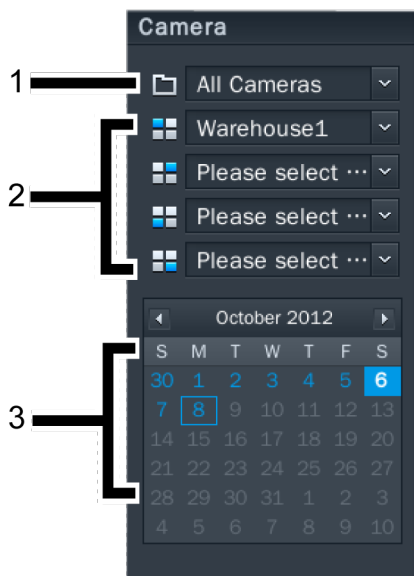 Camera
1 All Cameras
2 Warehouse1
Please select ···
Please select ···
Please select ···
October 2012
S M T W T F S
30 1 2 3 4 5 6
3 7 8 9 10 11 12 13
14 15 16 17 18 19 20
21 22 23 24 25 26 27
28 29 30 31 1 2 3
4 5 6 7 8 9 10